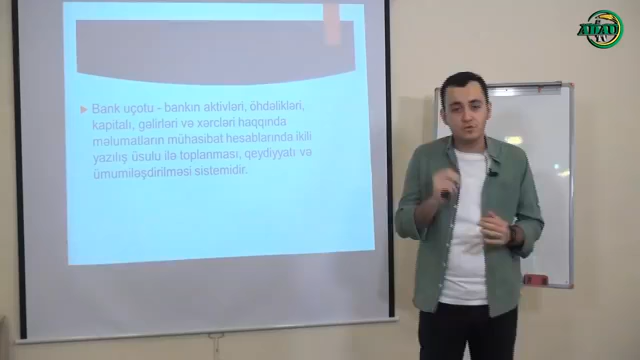 ADAU
Bank uçotu - bankın aktivləri, öhdəlikləri,
kapitalı, gəlirləri və xərcləri haqqında
məlumatların mühasibat hesablarında ikili
yazılış üsulu ilə toplanması, qeydiyyatı və
ümumiləşdirilməsi sistemidir.